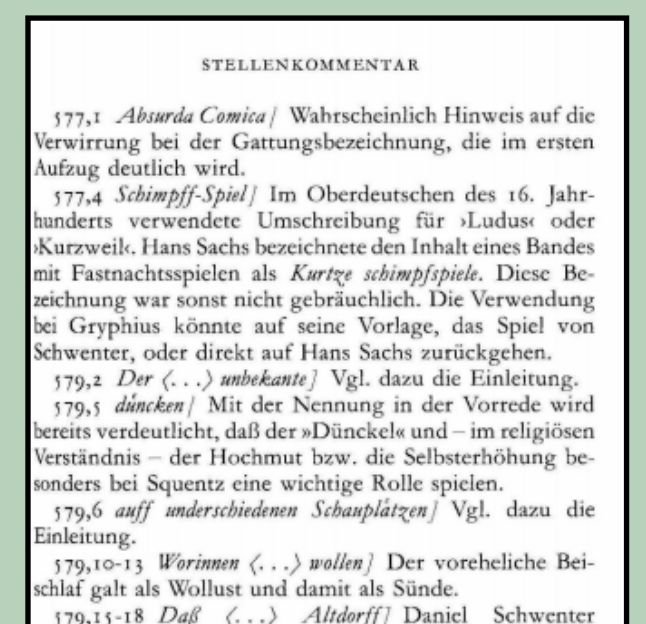 STELLENKOMMENTAR
577,1 Absurda Comica] Wahrscheinlich Hinweis auf die
Verwirrung bei der Gattungsbezeichnung, die im ersten
Aufzug deutlich wird.
577,4 Schimpff-Spiel] Im Oberdeutschen des 16. Jahr-
hunderts verwendete Umschreibung für ›Ludus‹ oder
›Kurzweil‹. Hans Sachs bezeichnete den Inhalt eines Bandes
mit Fastnachtsspielen als Kurtze schimpfspiele. Diese Be-
zeichnung war sonst nicht gebräuchlich. Die Verwendung
bei Gryphius könnte auf seine Vorlage, das Spiel von
Schwenter, oder direkt auf Hans Sachs zurückgehen.
579,2 Der ⟨. . .⟩ unbekante] Vgl. dazu die Einleitung.
579,5 duͤncken] Mit der Nennung in der Vorrede wird
bereits verdeutlicht, daß der »Dünckel« und – im religiösen
Verständnis – der Hochmut bzw. die Selbsterhöhung be-
sonders bei Squentz eine wichtige Rolle spielen.
579,6 auff underschiedenen Schauplaͤtzen] Vgl. dazu die
Einleitung.
579,10-13 Worinnen ⟨. . .⟩ wollen] Der voreheliche Bei-
schlaf galt als Wollust und damit als Sünde.
579,15-18 Daß ⟨. . .⟩ Altdorff] Daniel Schwenter